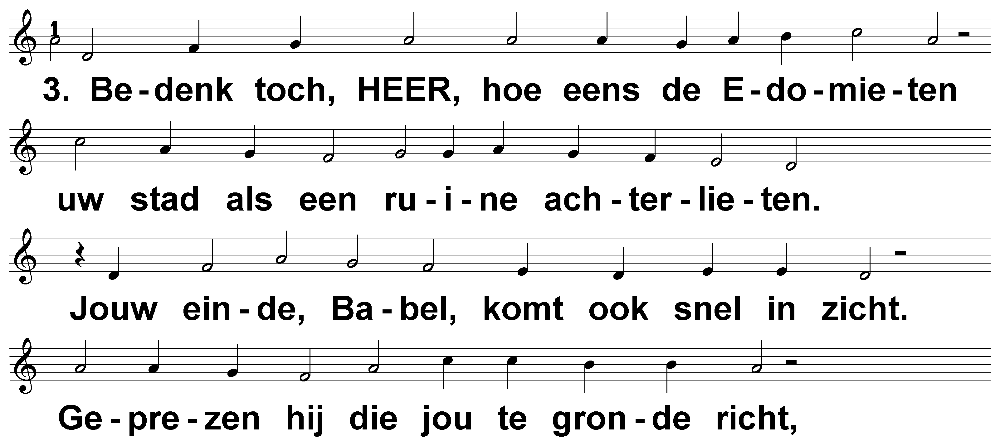 1
3. Be-denk toch, HEER, hoe eens de E-do-mie-ten
uw stad als een ru-i-ne ach-ter-lie-ten.
Jouw ein-de, Ba-bel, komt ook snel in zicht.
Ge-pre-zen hij die jou te gron-de richt,